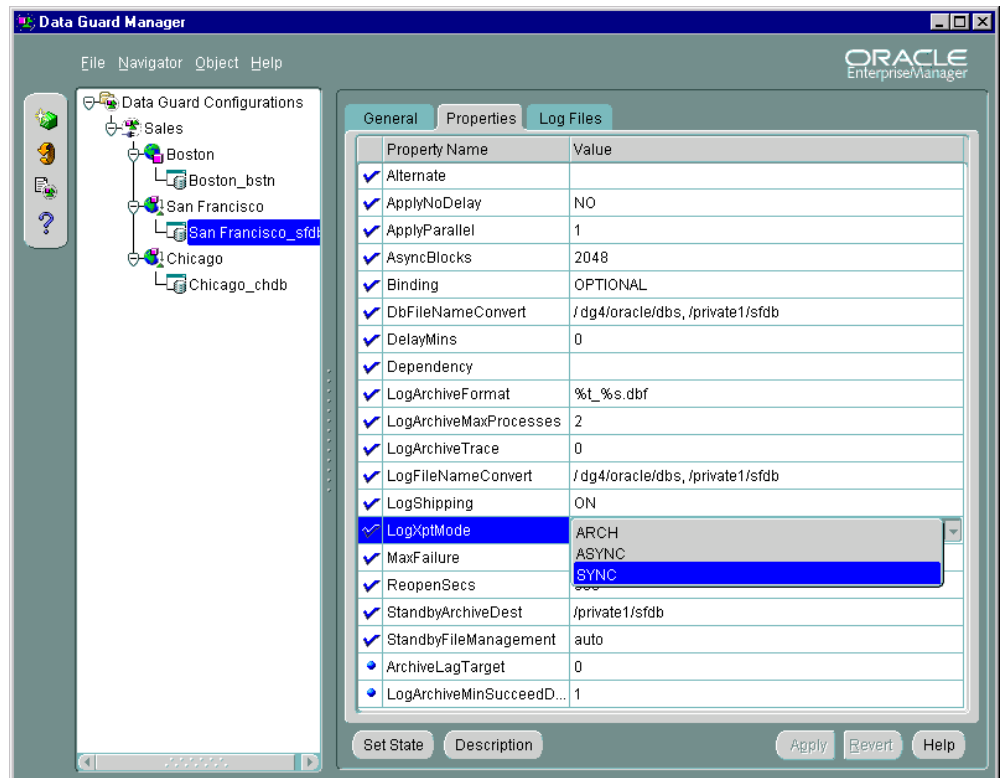 Data Guard Manager
File Navigator Object Help
ORACLE
EnterpriseManager
Data Guard Configurations
Sales
Boston
Boston_bstn
San Francisco
San Francisco_sfdb
Chicago
Chicago_chdb
General Properties Log Files
Property Name Value
Alternate
ApplyNoDelay NO
ApplyParallel 1
AsyncBlocks 2048
Binding OPTIONAL
DbFileNameConvert /dg4/oracle/dbs, /private1/sfdb
DelayMins 0
Dependency
LogArchiveFormat %t_%s.dbf
LogArchiveMaxProcesses 2
LogArchiveTrace 0
LogFileNameConvert /dg4/oracle/dbs, /private1/sfdb
LogShipping ON
LogXptMode ARCH
ASYNC
MaxFailure
SYNC
ReopenSecs
StandbyArchiveDest /private1/sfdb
StandbyFileManagement auto
ArchiveLagTarget 0
LogArchiveMinSucceedD... 1
Set State Description Apply Revert Help